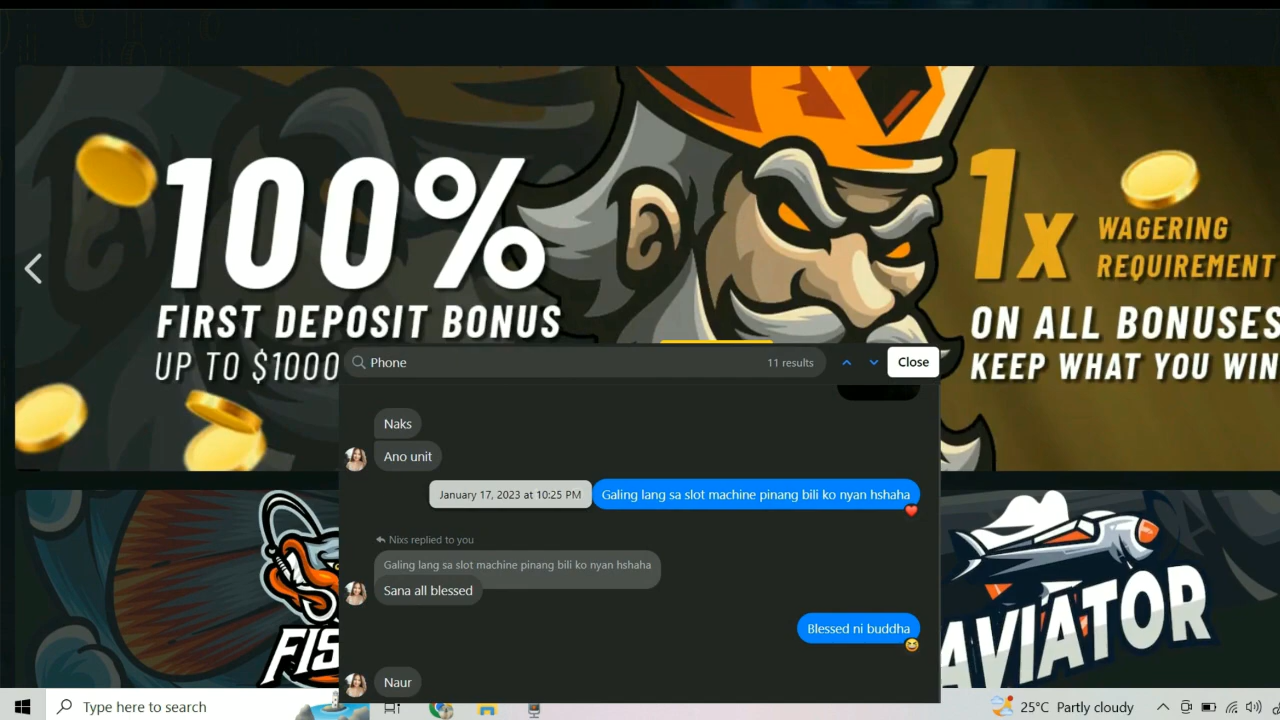 100%
FIRST DEPOSIT BONUS
UP TO $1000
1x
WAGERING
REQUIREMENT
ON ALL BONUSES
KEEP WHAT YOU WIN
Phone
11 results
Close
Naks
Ano unit
January 17, 2023 at 10:25 PM
Galing lang sa slot machine pinang bili ko nyan hshaha
Nixs replied to you
Galing lang sa slot machine pinang bili ko nyan hshaha
Sana all blessed
Blessed ni buddha
Naur
FIS
AVIATOR
Type here to search
25°C Partly cloudy